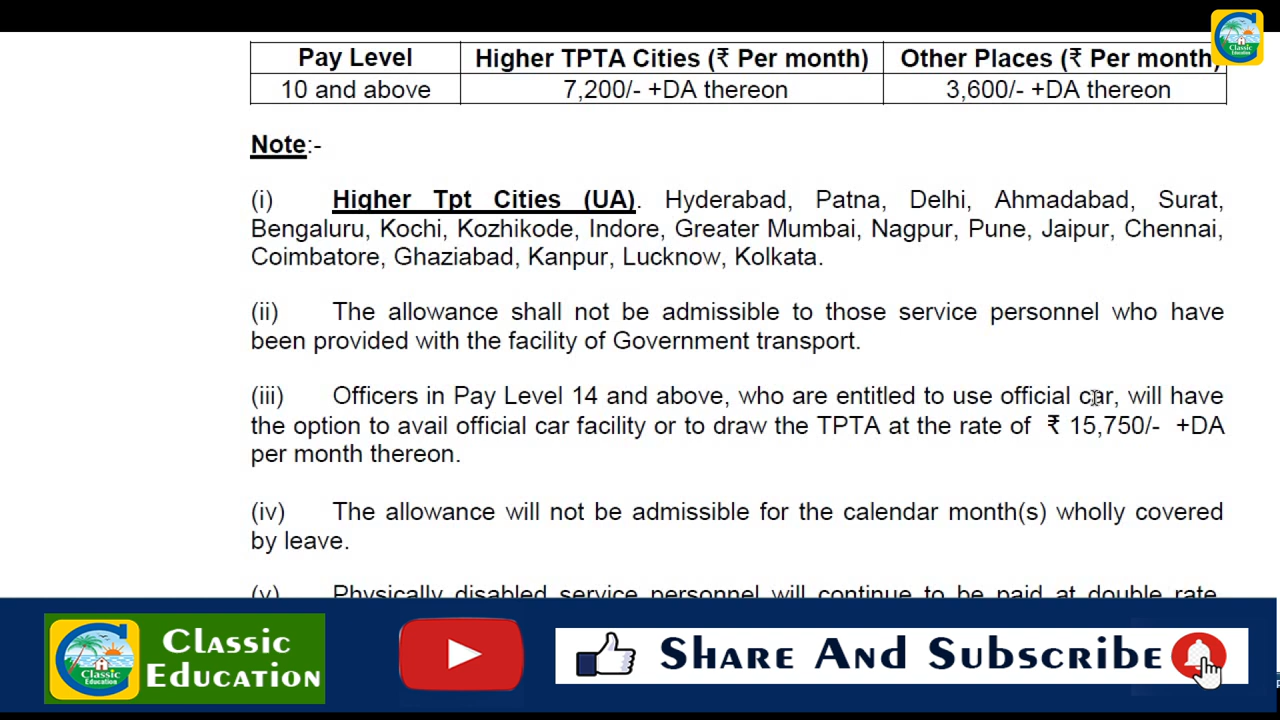 Classic
Education
Pay Level Higher TPTA Cities (₹ Per month) Other Places (₹ Per month)
10 and above 7,200/- +DA thereon 3,600/- +DA thereon
Note:-
(i) Higher Tpt Cities (UA). Hyderabad, Patna, Delhi, Ahmadabad, Surat,
Bengaluru, Kochi, Kozhikode, Indore, Greater Mumbai, Nagpur, Pune, Jaipur, Chennai,
Coimbatore, Ghaziabad, Kanpur, Lucknow, Kolkata.
(ii) The allowance shall not be admissible to those service personnel who have
been provided with the facility of Government transport.
(iii) Officers in Pay Level 14 and above, who are entitled to use official car, will have
the option to avail official car facility or to draw the TPTA at the rate of ₹ 15,750/- +DA
per month thereon.
(iv) The allowance will not be admissible for the calendar month(s) wholly covered
by leave.
(v) Physically disabled service personnel will continue to be paid at double rate,
Classic
Education
Classic
Education
Share And Subscribe